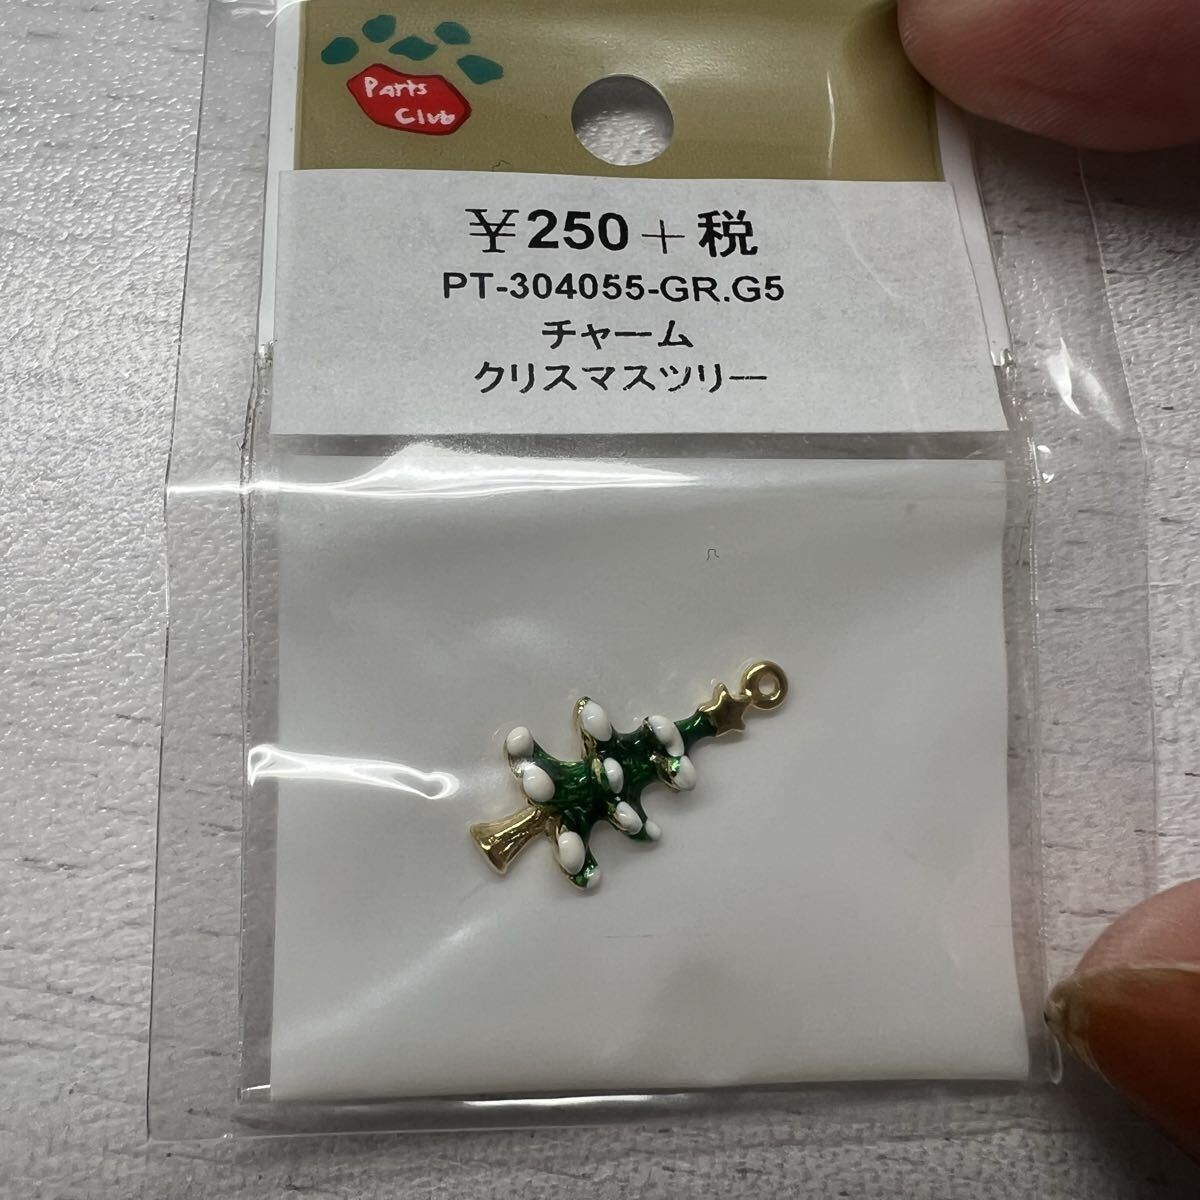 Parts
Club
¥250+税
PT-304055-GR.G5
チャーム
クリスマスツリー